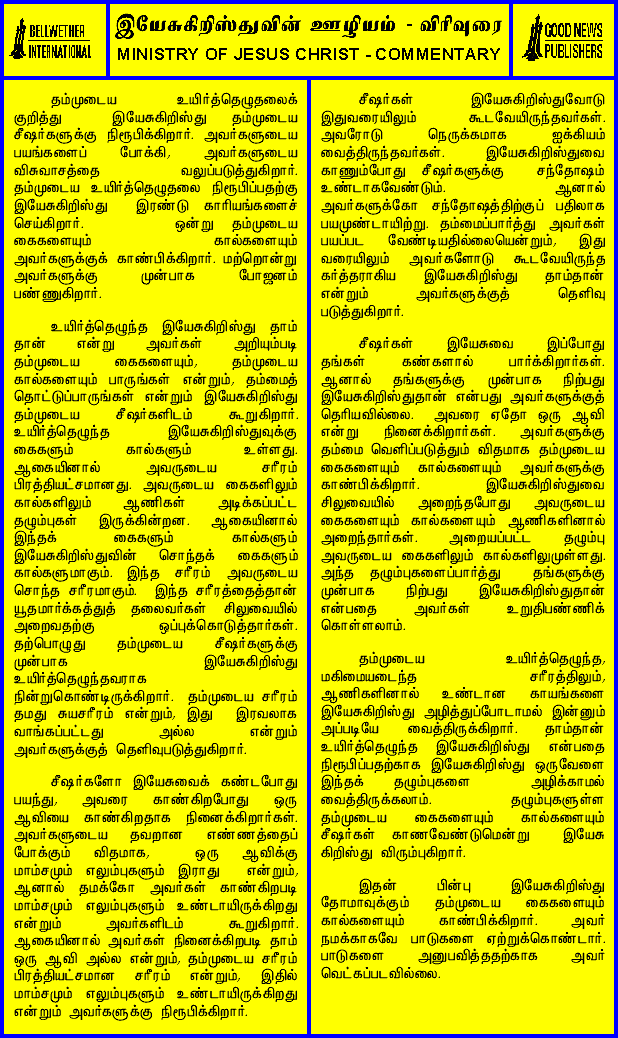 BELLWETHER
INTERNATIONAL
இயேசுகிறிஸ்துவின் ஊழியம் - விரிவுரை
MINISTRY OF JESUS CHRIST - COMMENTARY
GOOD NEWS
PUBLISHERS
தம்முடைய உயிர்த்தெழுதலைக்
குறித்து இயேசுகிறிஸ்து தம்முடைய
சீஷர்களுக்கு நிரூபிக்கிறார். அவர்களுடைய
பயங்களைப் போக்கி, அவர்களுடைய
விசுவாசத்தை வலுப்படுத்துகிறார்.
தம்முடைய உயிர்த்தெழுதலை நிரூபிப்பதற்கு
இயேசுகிறிஸ்து இரண்டு காரியங்களைச்
செய்கிறார். ஒன்று தம்முடைய
கைகளையும் கால்களையும்
அவர்களுக்குக் காண்பிக்கிறார். மற்றொன்று
அவர்களுக்கு முன்பாக போஜனம்
பண்ணுகிறார்.
உயிர்த்தெழுந்த இயேசுகிறிஸ்து தாம்
தான் என்று அவர்கள் அறியும்படி
தம்முடைய கைகளையும், தம்முடைய
கால்களையும் பாருங்கள் என்றும், தம்மைத்
தொட்டுப்பாருங்கள் என்றும் இயேசுகிறிஸ்து
தம்முடைய சீஷர்களிடம் கூறுகிறார்.
உயிர்த்தெழுந்த இயேசுகிறிஸ்துவுக்கு
கைகளும் கால்களும் உள்ளது.
ஆகையினால் அவருடைய சரீரம்
பிரத்தியட்சமானது. அவருடைய கைகளிலும்
கால்களிலும் ஆணிகள் அடிக்கப்பட்ட
தழும்புகள் இருக்கின்றன. ஆகையினால்
இந்தக் கைகளும் கால்களும்
இயேசுகிறிஸ்துவின் சொந்தக் கைகளும்
கால்களுமாகும். இந்த சரீரம் அவருடைய
சொந்த சரீரமாகும். இந்த சரீரத்தைத்தான்
யூதமார்க்கத்துத் தலைவர்கள் சிலுவையில்
அறைவதற்கு ஒப்புக்கொடுத்தார்கள்.
தற்பொழுது தம்முடைய சீஷர்களுக்கு
முன்பாக இயேசுகிறிஸ்து
உயிர்த்தெழுந்தவராக
நின்றுகொண்டிருக்கிறார். தம்முடைய சரீரம்
தமது சுயசரீரம் என்றும், இது இரவலாக
வாங்கப்பட்டது அல்ல என்றும்
அவர்களுக்குத் தெளிவுபடுத்துகிறார்.
சீஷர்களோ இயேசுவைக் கண்டபோது
பயந்து, அவரை காண்கிறபோது ஒரு
ஆவியை காண்கிறதாக நினைக்கிறார்கள்.
அவர்களுடைய தவறான எண்ணத்தைப்
போக்கும் விதமாக, ஒரு ஆவிக்கு
மாம்சமும் எலும்புகளும் இராது என்றும்,
ஆனால் தமக்கோ அவர்கள் காண்கிறபடி
மாம்சமும் எலும்புகளும் உண்டாயிருக்கிறது
என்றும் அவர்களிடம் கூறுகிறார்.
ஆகையினால் அவர்கள் நினைக்கிறபடி தாம்
ஒரு ஆவி அல்ல என்றும், தம்முடைய சரீரம்
பிரத்தியட்சமான சரீரம் என்றும், இதில்
மாம்சமும் எலும்புகளும் உண்டாயிருக்கிறது
என்றும் அவர்களுக்கு நிரூபிக்கிறார்.
சீஷர்கள் இயேசுகிறிஸ்துவோடு
இதுவரையிலும் கூடவேயிருந்தவர்கள்.
அவரோடு நெருக்கமாக ஐக்கியம்
வைத்திருந்தவர்கள். இயேசுகிறிஸ்துவை
காணும்போது சீஷர்களுக்கு சந்தோஷம்
உண்டாகவேண்டும். ஆனால்
அவர்களுக்கோ சந்தோஷத்திற்குப் பதிலாக
பயமுண்டாயிற்று. தம்மைப்பார்த்து அவர்கள்
பயப்பட வேண்டியதில்லையென்றும், இது
வரையிலும் அவர்களோடு கூடவேயிருந்த
கர்த்தராகிய இயேசுகிறிஸ்து தாம்தான்
என்றும் அவர்களுக்குத் தெளிவு
படுத்துகிறார்.
சீஷர்கள் இயேசுவை இப்போது
தங்கள் கண்களால் பார்க்கிறார்கள்.
ஆனால் தங்களுக்கு முன்பாக நிற்பது
இயேசுகிறிஸ்துதான் என்பது அவர்களுக்குத்
தெரியவில்லை. அவரை ஏதோ ஒரு ஆவி
என்று நினைக்கிறார்கள். அவர்களுக்கு
தம்மை வெளிப்படுத்தும் விதமாக தம்முடைய
கைகளையும் கால்களையும் அவர்களுக்கு
காண்பிக்கிறார். இயேசுகிறிஸ்துவை
சிலுவையில் அறைந்தபோது அவருடைய
கைகளையும் கால்களையும் ஆணிகளினால்
அறைந்தார்கள். அறையப்பட்ட தழும்பு
அவருடைய கைகளிலும் கால்களிலுமுள்ளது.
அந்த தழும்புகளைப்பார்த்து தங்களுக்கு
முன்பாக நிற்பது இயேசுகிறிஸ்துதான்
என்பதை அவர்கள் உறுதிபண்ணிக்
கொள்ளலாம்.
தம்முடைய உயிர்த்தெழுந்த,
மகிமையடைந்த சரீரத்திலும்,
ஆணிகளினால் உண்டான காயங்களை
இயேசுகிறிஸ்து அழித்துப்போடாமல் இன்னும்
அப்படியே வைத்திருக்கிறார். தாம்தான்
உயிர்த்தெழுந்த இயேசுகிறிஸ்து என்பதை
நிரூபிப்பதற்காக இயேசுகிறிஸ்து ஒருவேளை
இந்தக் தழும்புகளை அழிக்காமல்
வைத்திருக்கலாம். தழும்புகளுள்ள
தம்முடைய கைகளையும் கால்களையும்
சீஷர்கள் காணவேண்டுமென்று இயேசு
கிறிஸ்து விரும்புகிறார்.
இதன் பின்பு இயேசுகிறிஸ்து
தோமாவுக்கும் தம்முடைய கைகளையும்
கால்களையும் காண்பிக்கிறார். அவர்
நமக்காகவே பாடுகளை ஏற்றுக்கொண்டார்.
பாடுகளை அனுபவித்ததற்காக அவர்
வெட்கப்படவில்லை.